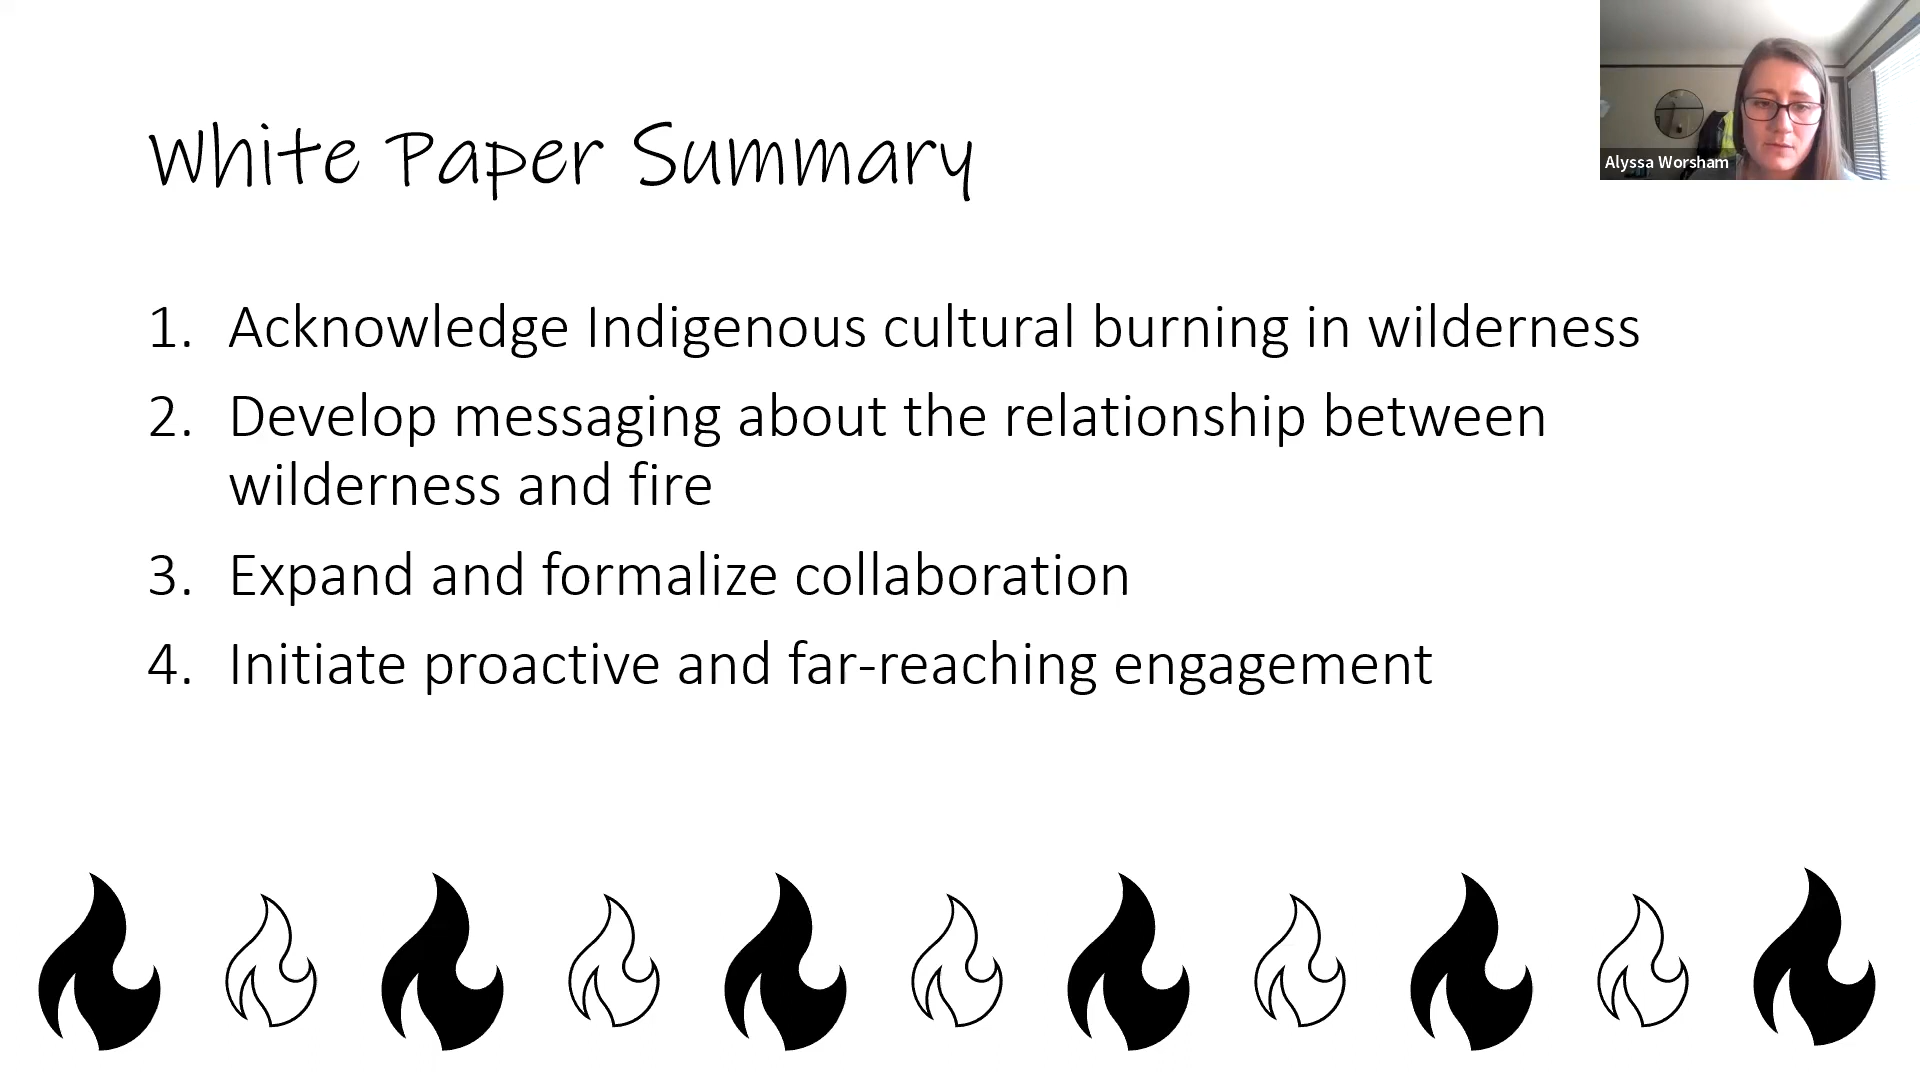 White Paper Summary
Alyssa Worsham
1. Acknowledge Indigenous cultural burning in wilderness
2. Develop messaging about the relationship between
wilderness and fire
3. Expand and formalize collaboration
4. Initiate proactive and far-reaching engagement